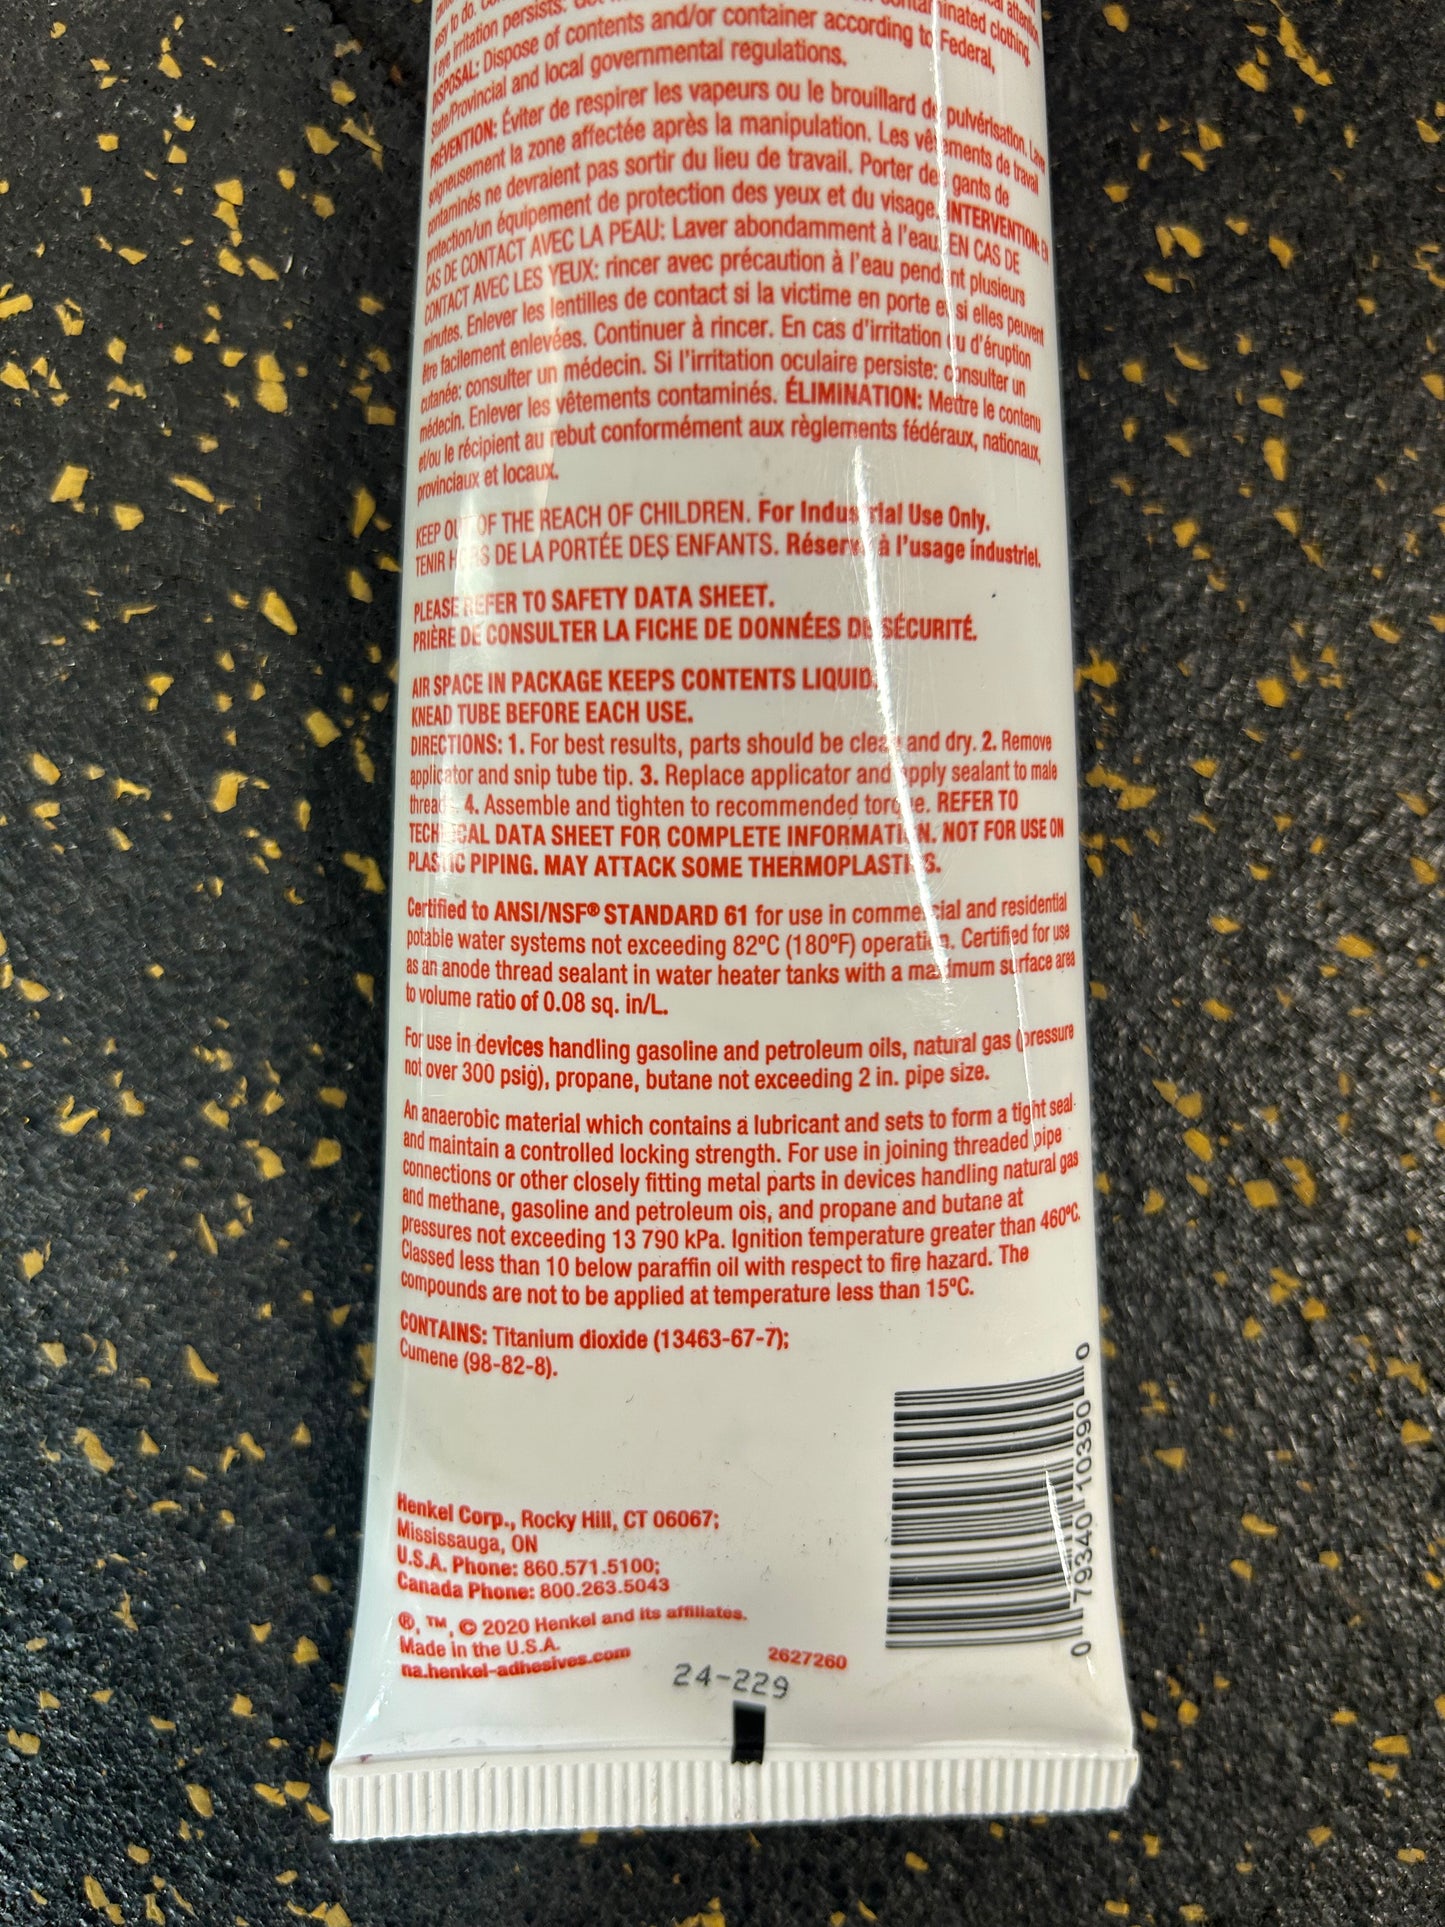 easy to do.
f eye irritation persists: inated clothing.
DISPOSAL: Dispose of contents and/or container according to Federal,
State/Provincial and local governmental regulations.
PRÉVENTION: Éviter de respirer les vapeurs ou le brouillard de pulvérisation. Laver
soigneusement la zone affectée après la manipulation. Les vêtements de travail
contaminés ne devraient pas sortir du lieu de travail. Porter des gants de
protection/un équipement de protection des yeux et du visage. INTERVENTION: EN
CAS DE CONTACT AVEC LA PEAU: Laver abondamment à l'eau. EN CAS DE
CONTACT AVEC LES YEUX: rincer avec précaution à l'eau pendant plusieurs
minutes. Enlever les lentilles de contact si la victime en porte et si elles peuvent
être facilement enlevées. Continuer à rincer. En cas d'irritation ou d'éruption
cutanée: consulter un médecin. Si l'irritation oculaire persiste: consulter un
médecin. Enlever les vêtements contaminés. ÉLIMINATION: Mettre le contenu
et/ou le récipient au rebut conformément aux règlements fédéraux, nationaux,
provinciaux et locaux.
KEEP OUT OF THE REACH OF CHILDREN. For Industrial Use Only.
TENIR HORS DE LA PORTÉE DES ENFANTS. Réservé à l'usage industriel.
PLEASE REFER TO SAFETY DATA SHEET.
PRIÈRE DE CONSULTER LA FICHE DE DONNÉES DE SÉCURITÉ.
AIR SPACE IN PACKAGE KEEPS CONTENTS LIQUID.
KNEAD TUBE BEFORE EACH USE.
DIRECTIONS: 1. For best results, parts should be clean and dry. 2. Remove
applicator and snip tube tip. 3. Replace applicator and apply sealant to male
threads. 4. Assemble and tighten to recommended torque. REFER TO
TECHNICAL DATA SHEET FOR COMPLETE INFORMATION. NOT FOR USE ON
PLASTIC PIPING. MAY ATTACK SOME THERMOPLASTICS.
Certified to ANSI/NSF® STANDARD 61 for use in commercial and residential
potable water systems not exceeding 82ºC (180ºF) operation. Certified for use
as an anode thread sealant in water heater tanks with a maximum surface area
to volume ratio of 0.08 sq. in/L.
For use in devices handling gasoline and petroleum oils, natural gas (pressure
not over 300 psig), propane, butane not exceeding 2 in. pipe size.
An anaerobic material which contains a lubricant and sets to form a tight seal
and maintain a controlled locking strength. For use in joining threaded pipe
connections or other closely fitting metal parts in devices handling natural gas
and methane, gasoline and petroleum ois, and propane and butane at
pressures not exceeding 13 790 kPa. Ignition temperature greater than 460ºC.
Classed less than 10 below paraffin oil with respect to fire hazard. The
compounds are not to be applied at temperature less than 15ºC.
CONTAINS: Titanium dioxide (13463-67-7);
Cumene (98-82-8).
Henkel Corp., Rocky Hill, CT 06067;
Mississauga, ON
U.S.A. Phone: 860.571.5100;
Canada Phone: 800.263.5043
®, ™, © 2020 Henkel and its affiliates.
Made in the U.S.A.
na.henkel-adhesives.com 2627260
24-229
0 79340 10390 0